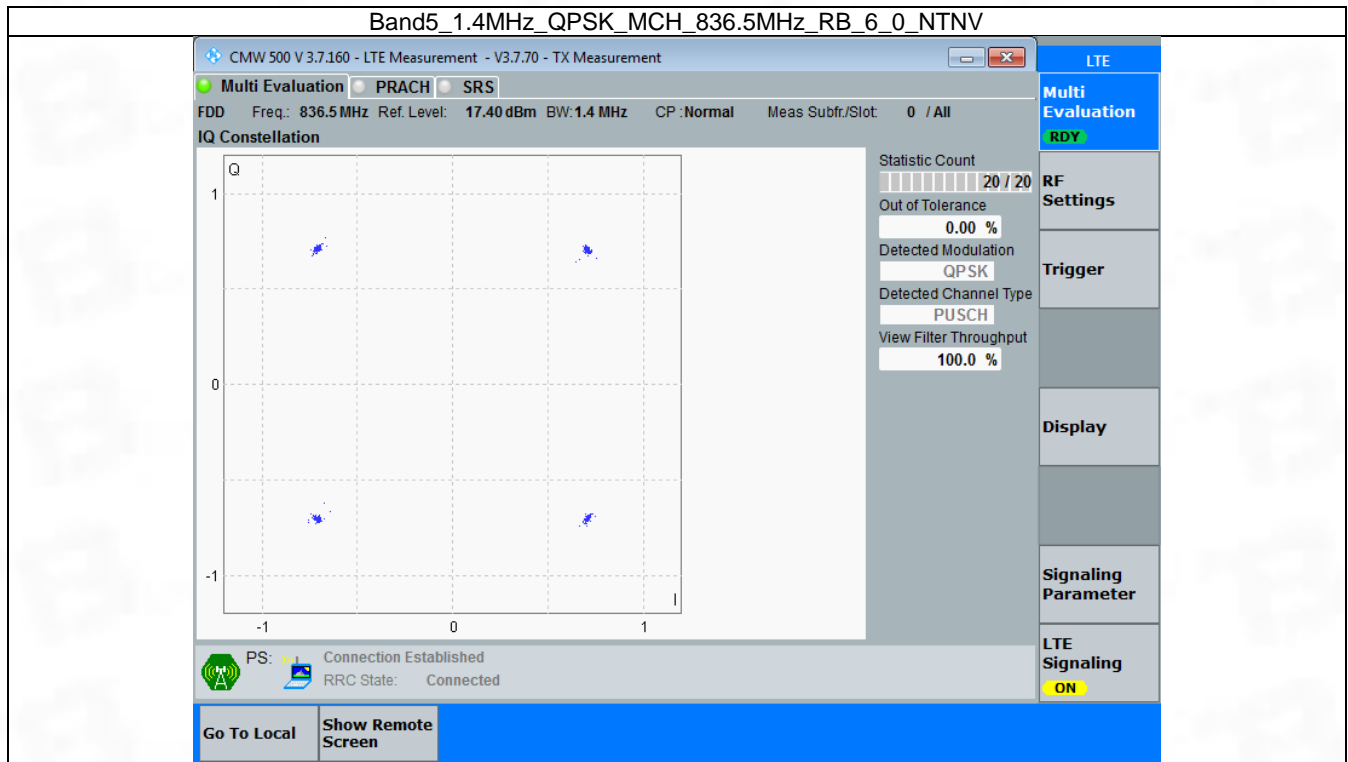 Band5_1.4MHz_QPSK_MCH_836.5MHz_RB_6_0_NTNV
CMW 500 V 3.7.160 - LTE Measurement - V3.7.70 - TX Measurement
LTE
Multi Evaluation PRACH SRS
Multi
Evaluation
RDY
FDD Freq.: 836.5 MHz Ref. Level: 17.40 dBm BW: 1.4 MHz CP : Normal Meas Subfr./Slot: 0 / All
IQ Constellation
Q
1
0
-1
I
-1 0 1
Statistic Count
20 / 20
Out of Tolerance
0.00 %
Detected Modulation
QPSK
Detected Channel Type
PUSCH
View Filter Throughput
100.0 %
RF
Settings
Trigger
Display
Signaling
Parameter
LTE
Signaling
ON
PS: Connection Established
RRC State: Connected
Go To Local
Show Remote
Screen